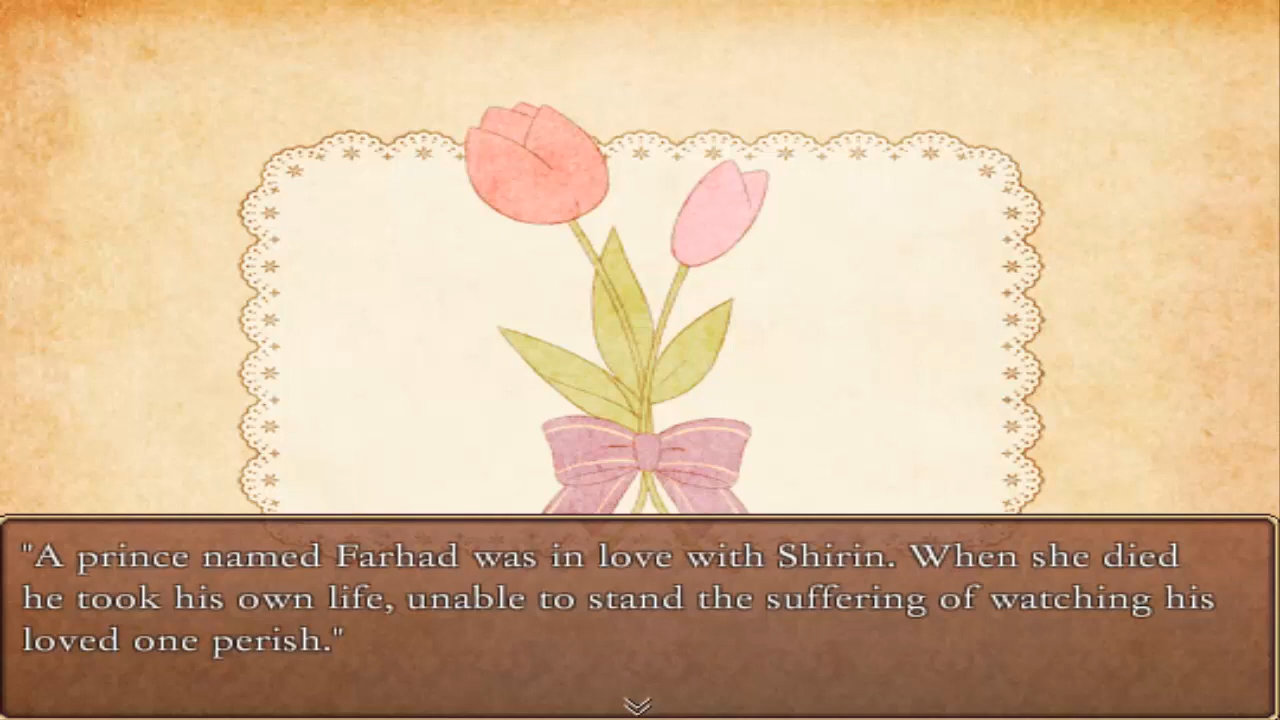 "A prince named Farhad was in love with Shirin. When she died
he took his own life, unable to stand the suffering of watching his
loved one perish."